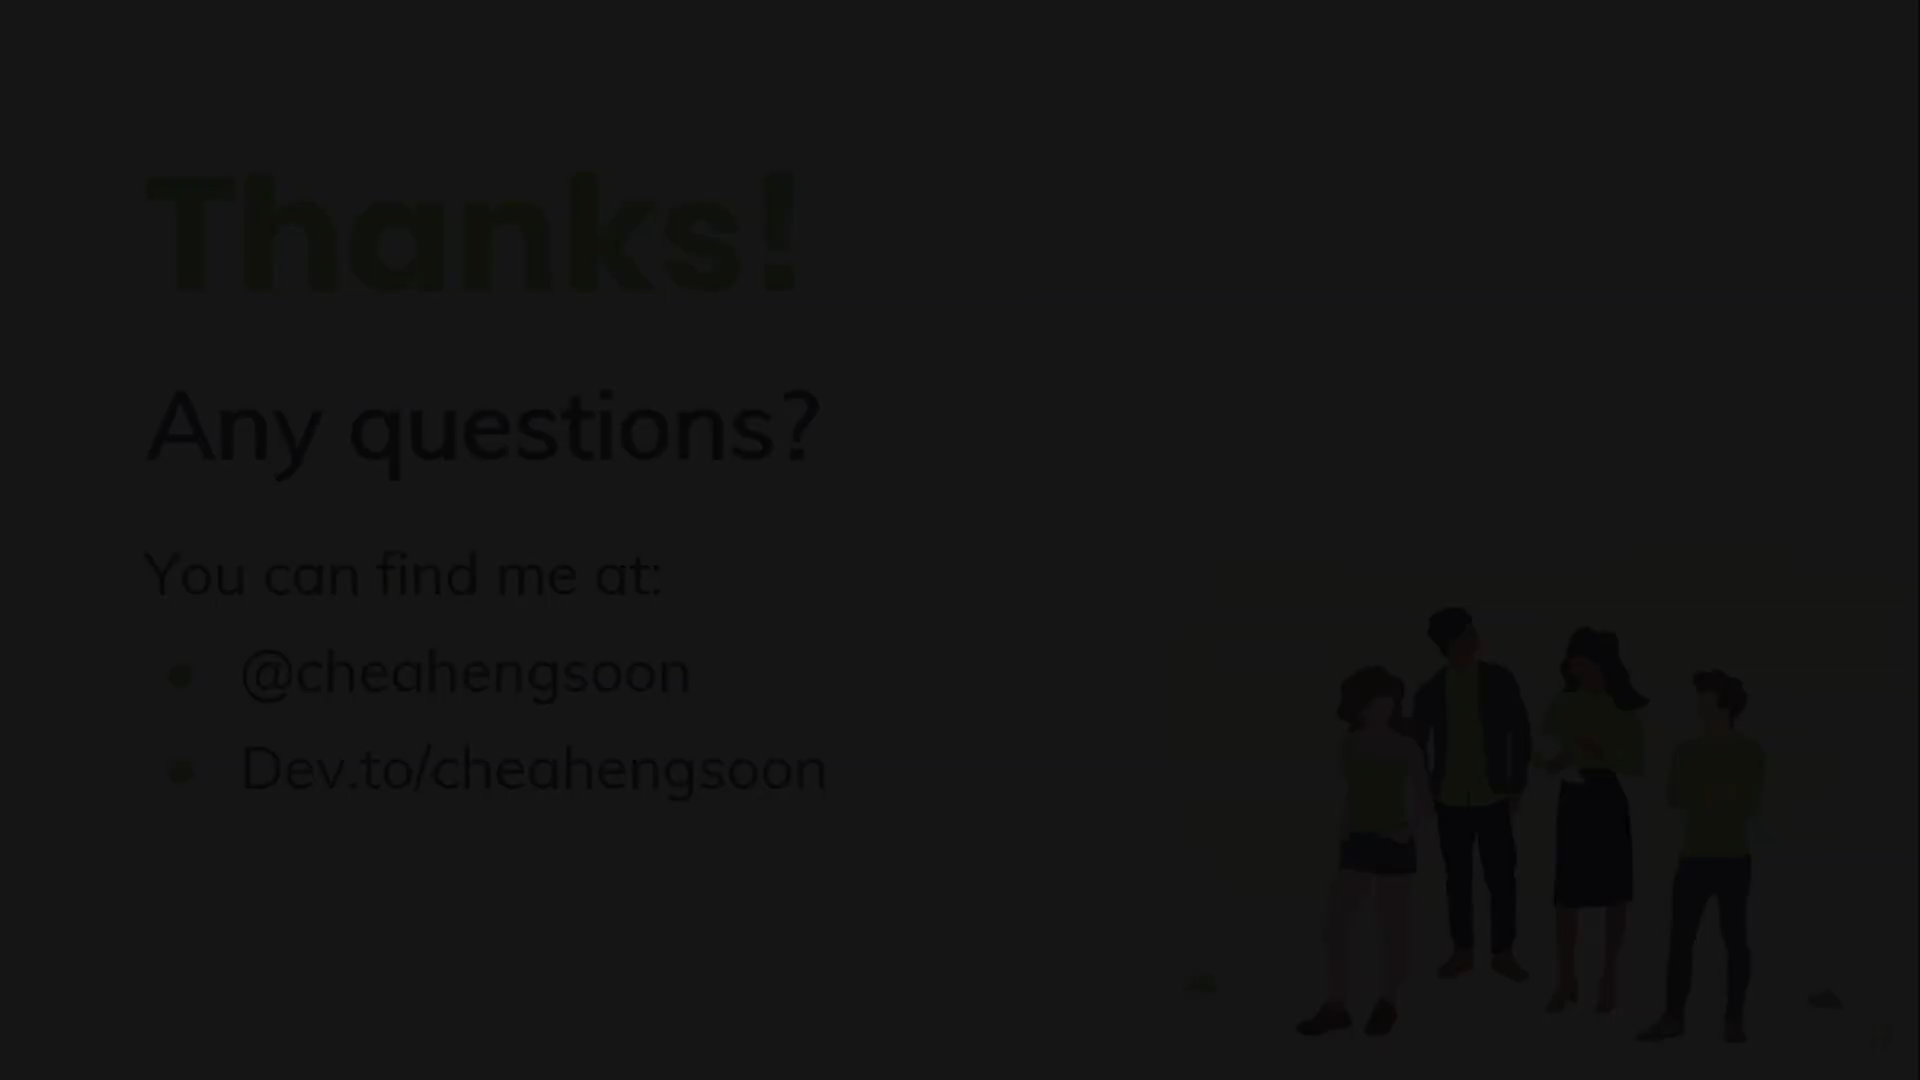 Thanks!
Any questions?
You can find me at:
@cheahengsoon
Dev.to/cheahengsoon